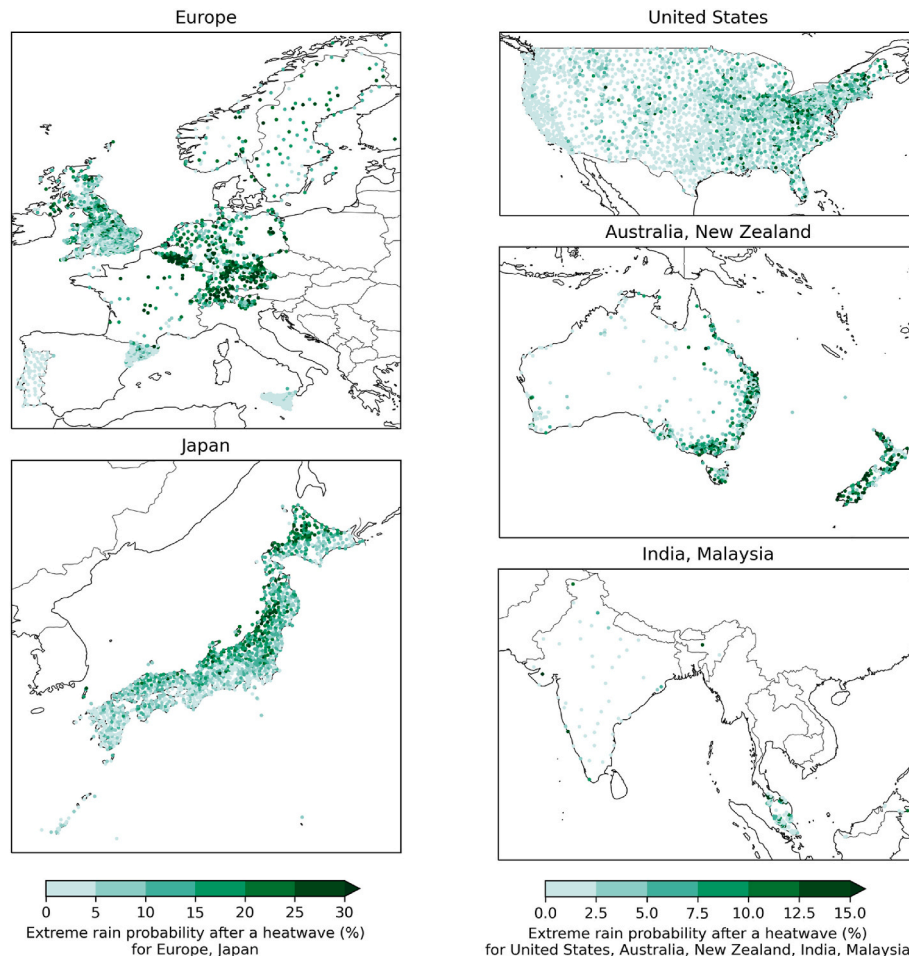 Europe
United States
Australia, New Zealand
Japan
India, Malaysia
0 5 10 15 20 25 30
Extreme rain probability after a heatwave (%)
for Europe, Japan
0.0 2.5 5.0 7.5 10.0 12.5 15.0
Extreme rain probability after a heatwave (%)
for United States, Australia, New Zealand, India, Malaysia